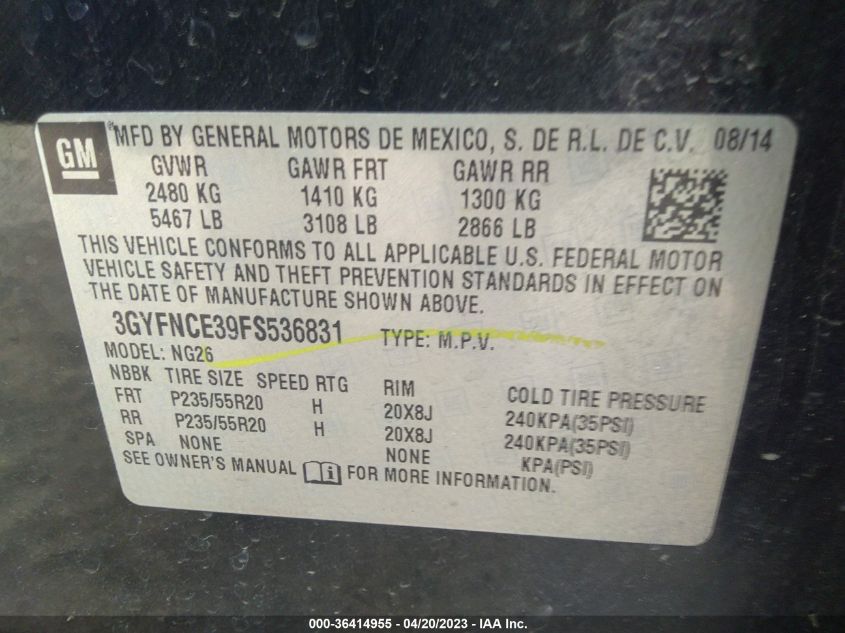 GM
®MFD BY GENERAL MOTORS DE MEXICO, S. DE R.L. DE C.V. 08/14
GVWR GAWR FRT GAWR RR
2480 KG 1410 KG 1300 KG
5467 LB 3108 LB 2866 LB
THIS VEHICLE CONFORMS TO ALL APPLICABLE U.S. FEDERAL MOTOR
VEHICLE SAFETY AND THEFT PREVENTION STANDARDS IN EFFECT ON
THE DATE OF MANUFACTURE SHOWN ABOVE.
3GYFNCE39FS536831 TYPE: M.P.V.
MODEL: NG26
NBBK TIRE SIZE SPEED RTG RIM COLD TIRE PRESSURE
FRT P235/55R20 H 20X8J 240KPA(35PSI)
RR P235/55R20 H 20X8J 240KPA(35PSI)
SPA NONE NONE KPA(PSI)
SEE OWNER'S MANUAL FOR MORE INFORMATION.
000-36414955 - 04/20/2023 - IAA Inc.